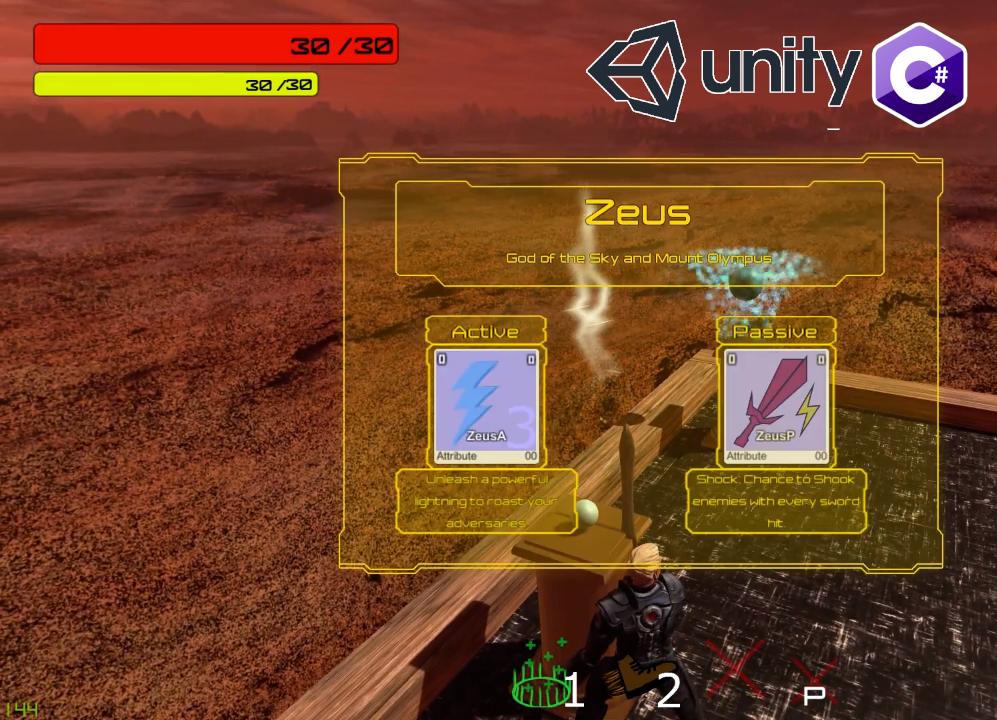 30 /30
30 /30
unity
C#
Zeus
God of the Sky and Mount Olympus
Active
Passive
0 0
0 0
3
ZeusA
ZeusP
Attribute 00
Attribute 00
Unleash a powerful
lightning to roast your
adversaries
Shock: Chance to Shook
enemies with every sword
hit
1
2
P
144